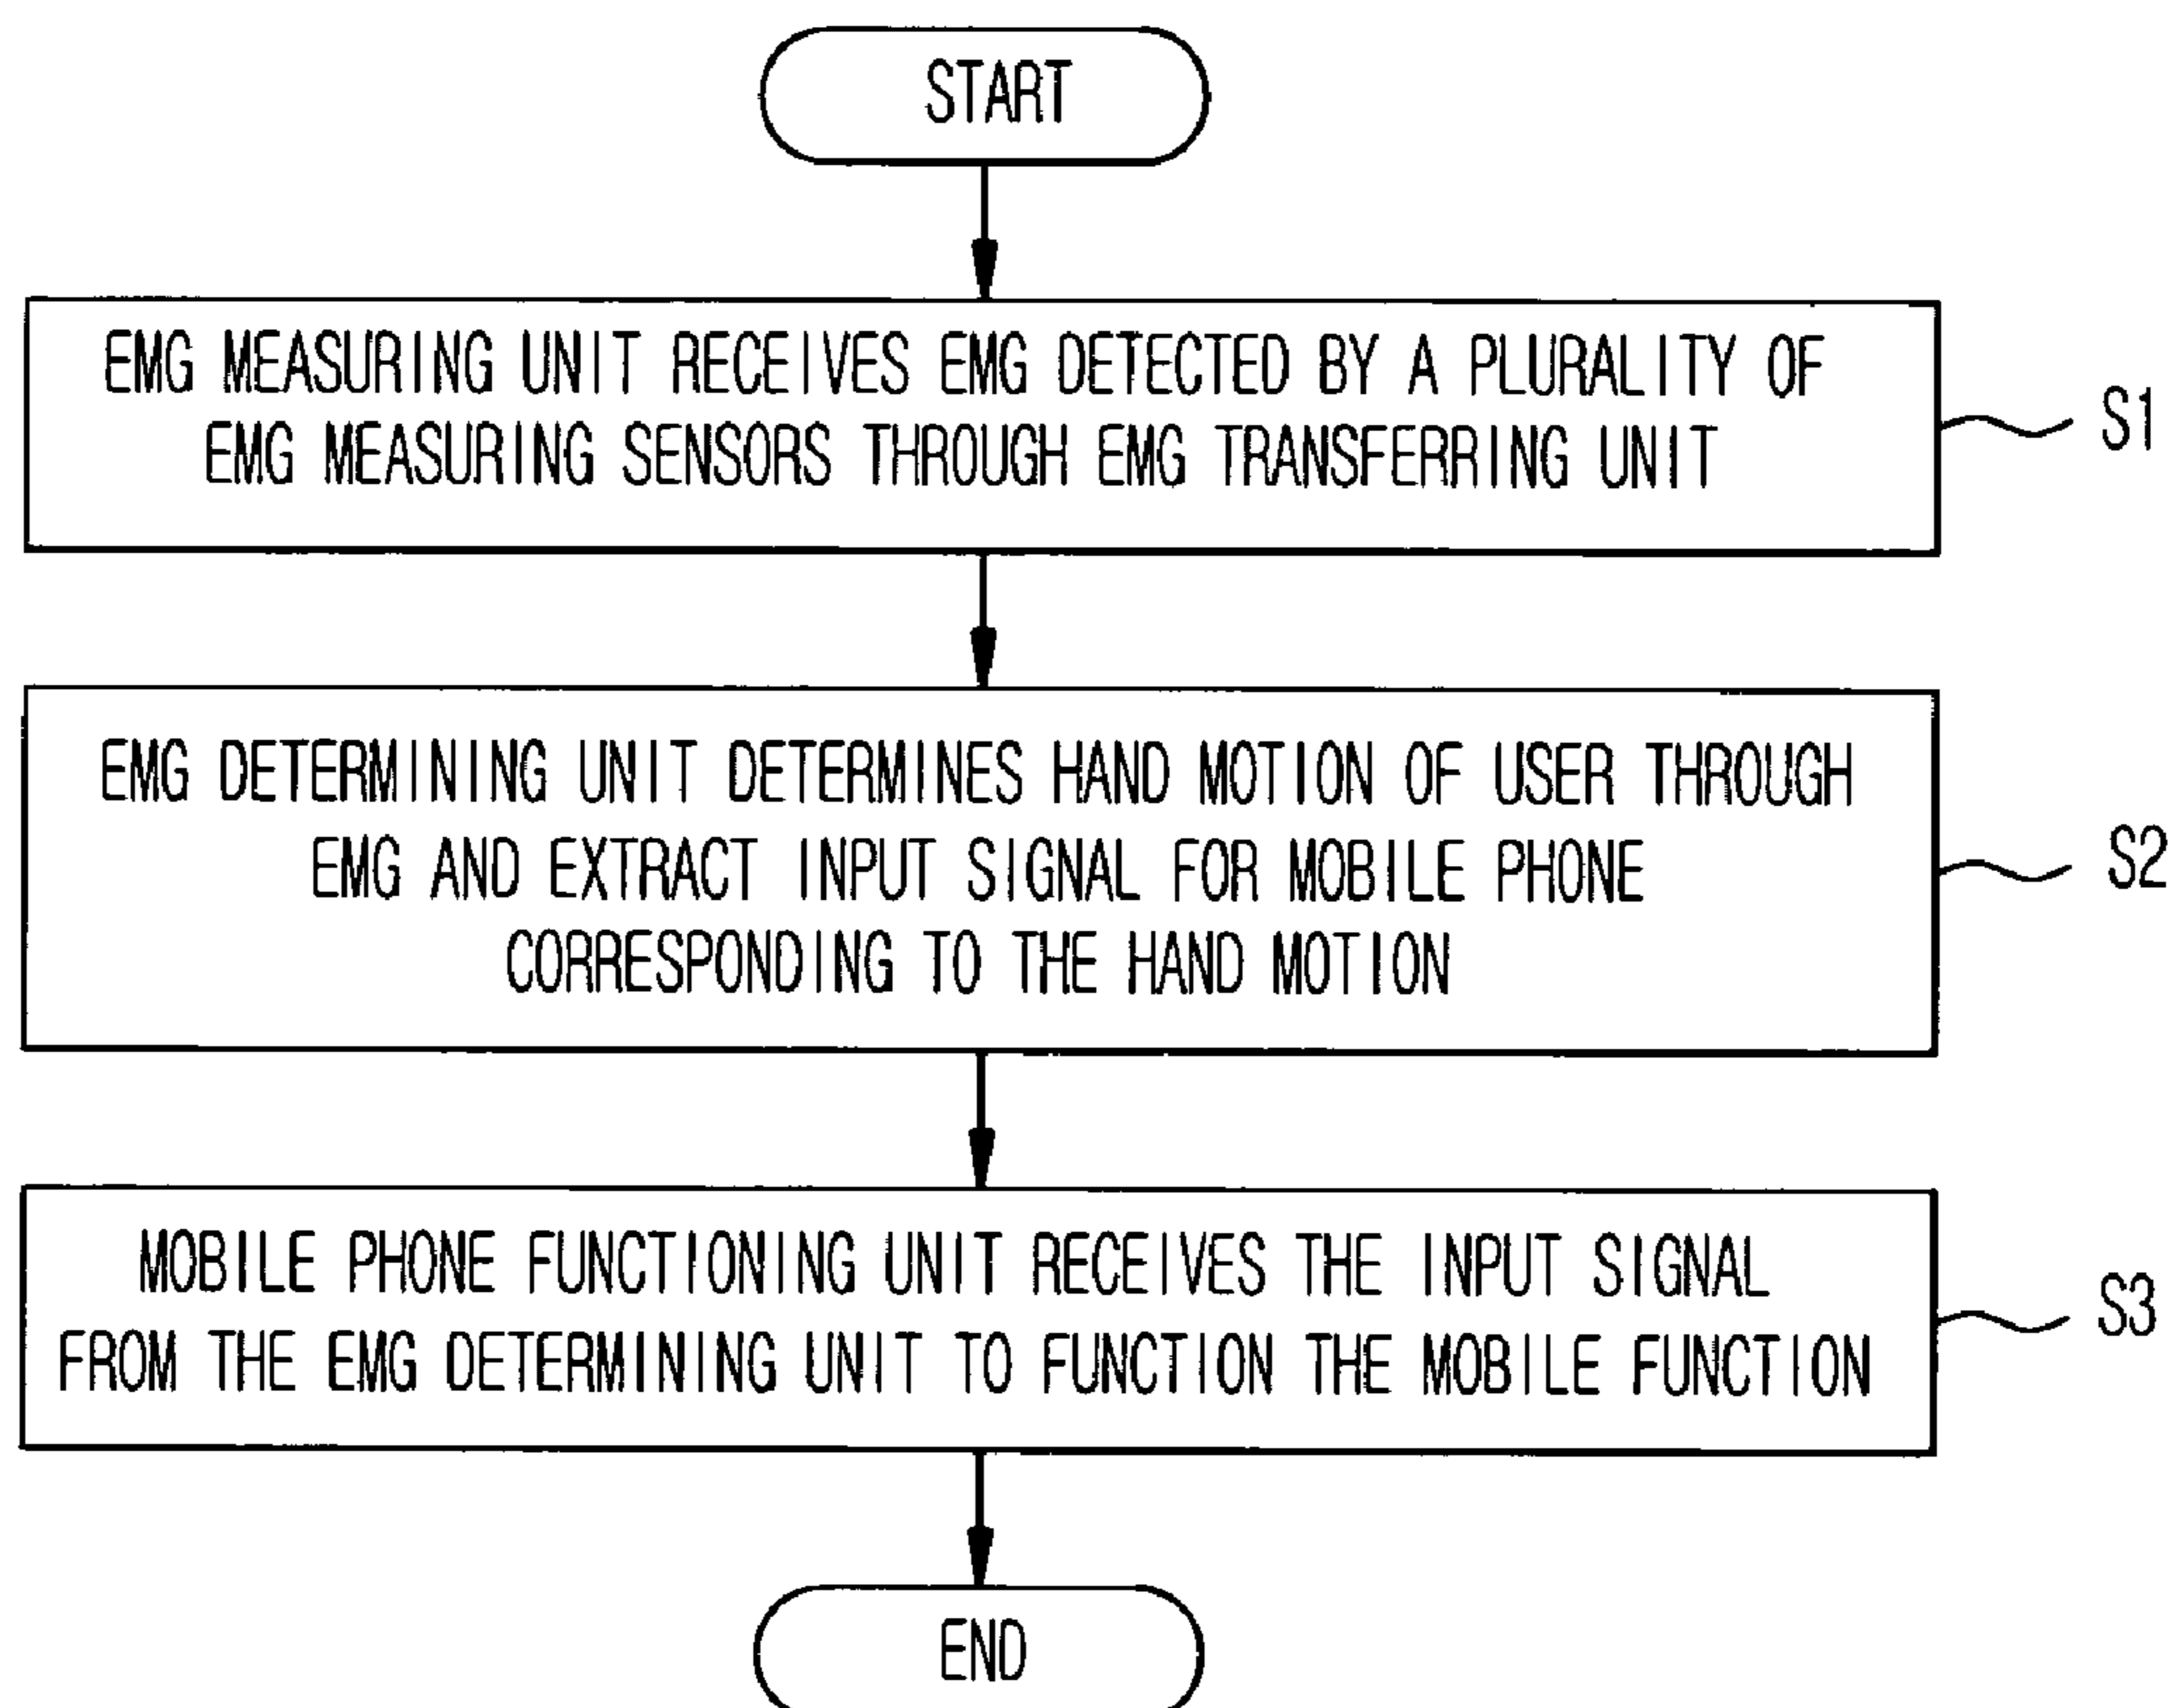 START
EMG MEASURING UNIT RECEIVES EMG DETECTED BY A PLURALITY OF
EMG MEASURING SENSORS THROUGH EMG TRANSFERRING UNIT
S1
EMG DETERMINING UNIT DETERMINES HAND MOTION OF USER THROUGH
EMG AND EXTRACT INPUT SIGNAL FOR MOBILE PHONE
CORRESPONDING TO THE HAND MOTION
S2
MOBILE PHONE FUNCTIONING UNIT RECEIVES THE INPUT SIGNAL
FROM THE EMG DETERMINING UNIT TO FUNCTION THE MOBILE FUNCTION
S3
END